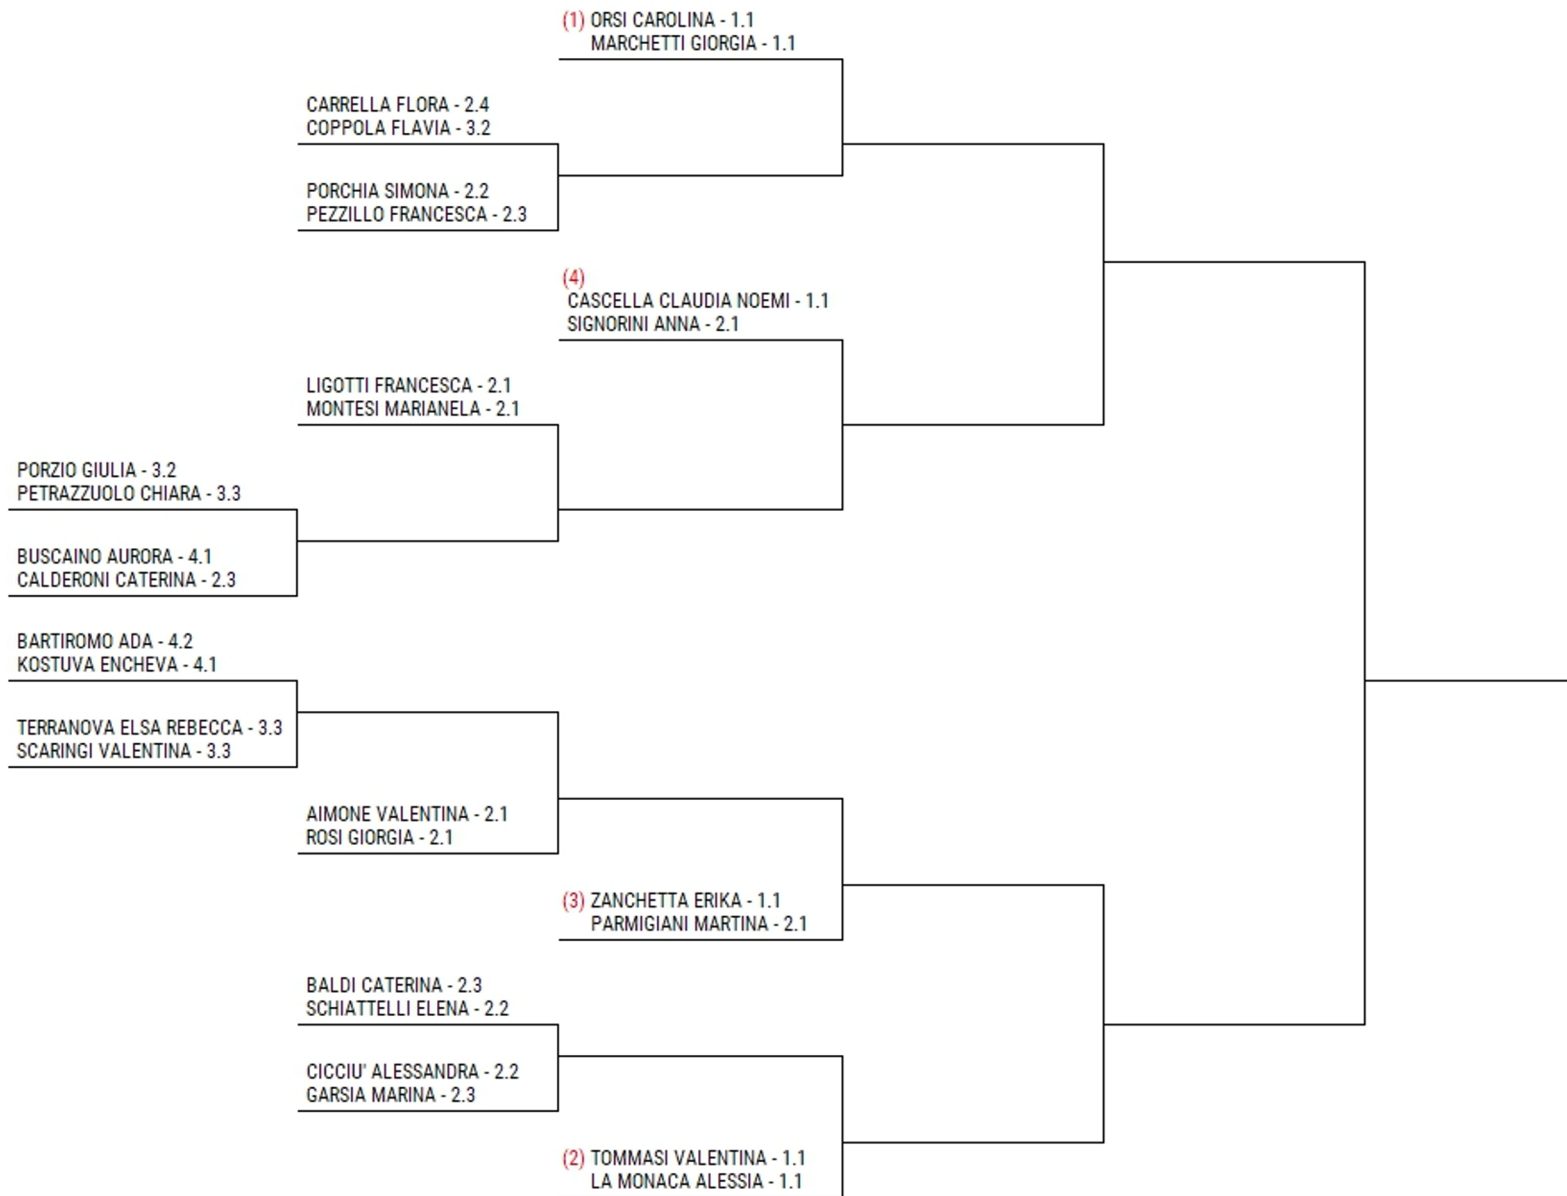 (1) ORSI CAROLINA - 1.1
MARCHETTI GIORGIA - 1.1
CARRELLA FLORA - 2.4
COPPOLA FLAVIA - 3.2
PORCHIA SIMONA - 2.2
PEZZILLO FRANCESCA - 2.3
(4)
CASCELLA CLAUDIA NOEMI - 1.1
SIGNORINI ANNA - 2.1
LIGOTTI FRANCESCA - 2.1
MONTESI MARIANELA - 2.1
PORZIO GIULIA - 3.2
PETRAZZUOLO CHIARA - 3.3
BUSCAINO AURORA - 4.1
CALDERONI CATERINA - 2.3
BARTIROMO ADA - 4.2
KOSTUVA ENCHEVA - 4.1
TERRANOVA ELSA REBECCA - 3.3
SCARINGI VALENTINA - 3.3
AIMONE VALENTINA - 2.1
ROSI GIORGIA - 2.1
(3) ZANCHETTA ERIKA - 1.1
PARMIGIANI MARTINA - 2.1
BALDI CATERINA - 2.3
SCHIATTELLI ELENA - 2.2
CICCIU' ALESSANDRA - 2.2
GARSIA MARINA - 2.3
(2) TOMMASI VALENTINA - 1.1
LA MONACA ALESSIA - 1.1